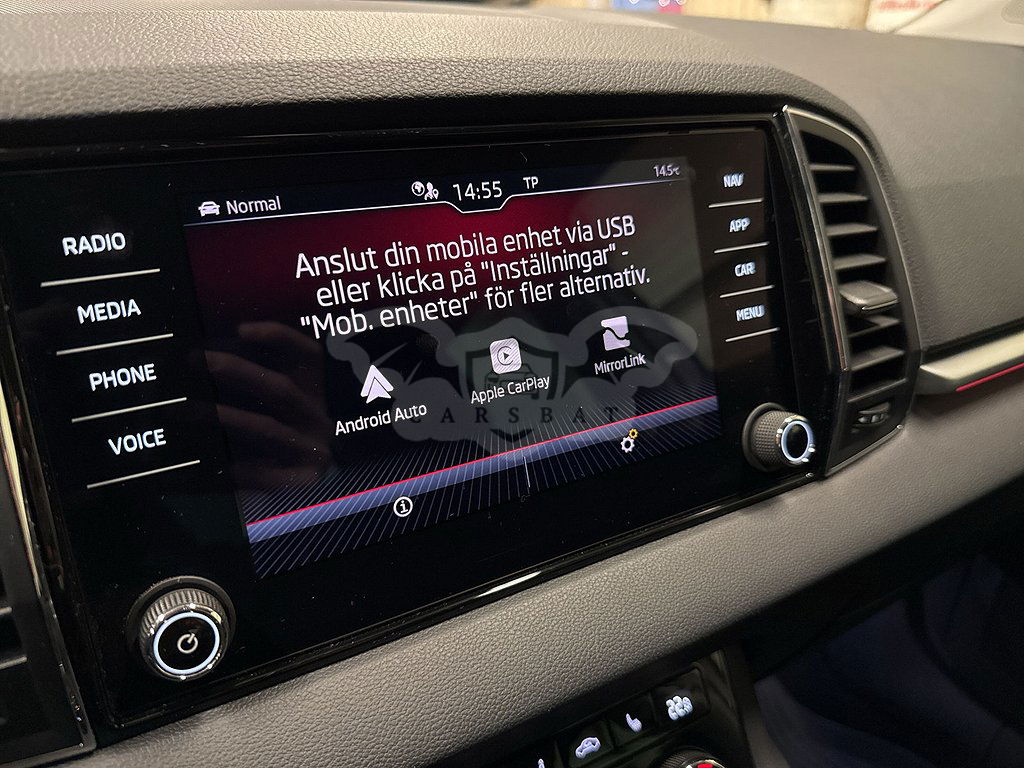 Normal
14:55
TP
14.5°C
RADIO
MEDIA
PHONE
VOICE
Anslut din mobila enhet via USB
eller klicka på "Inställningar" -
"Mob. enheter" för fler alternativ.
Android Auto
Apple CarPlay
MirrorLink
CARSBAT
NAV
APP
CAR
MENU